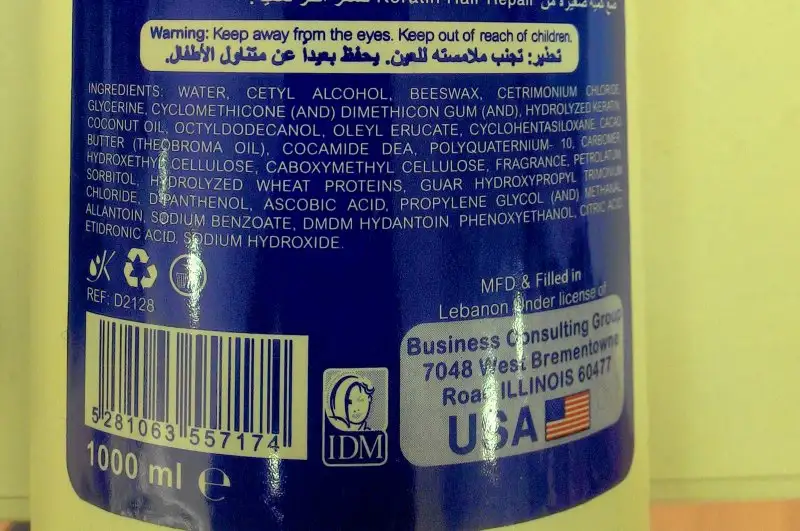 Keratin Hair Repair
Warning: Keep away from the eyes. Keep out of reach of children.
تحذير: تجنب ملامسته للعين. يحفظ بعيداً عن متناول الأطفال.
INGREDIENTS: WATER, CETYL ALCOHOL, BEESWAX, CETRIMONIUM CHLORIDE,
GLYCERINE, CYCLOMETHICONE (AND) DIMETHICON GUM (AND), HYDROLYZED KERATIN,
COCONUT OIL, OCTYLDODECANOL, OLEYL ERUCATE, CYCLOHENTASILOXANE, CACAO
BUTTER (THEOBROMA OIL), COCAMIDE DEA, POLYQUATERNIUM- 10, CARBOMER,
HYDROXETHYL CELLULOSE, CABOXYMETHYL CELLULOSE, FRAGRANCE, PETROLATUM,
SORBITOL, HYDROLYZED WHEAT PROTEINS, GUAR HYDROXYPROPYL TRIMONIUM
CHLORIDE, D-PANTHENOL, ASCOBIC ACID, PROPYLENE GLYCOL (AND) METHANAL,
ALLANTOIN, SODIUM BENZOATE, DMDM HYDANTOIN. PHENOXYETHANOL, CITRIC ACID,
ETIDRONIC ACID, SODIUM HYDROXIDE.
REF: D2128
MFD & Filled in
Lebanon Under license of
Business Consulting Group
7048 West Brementowne
Road ILLINOIS 60477
USA
5281063 557174
IDM
1000 ml e